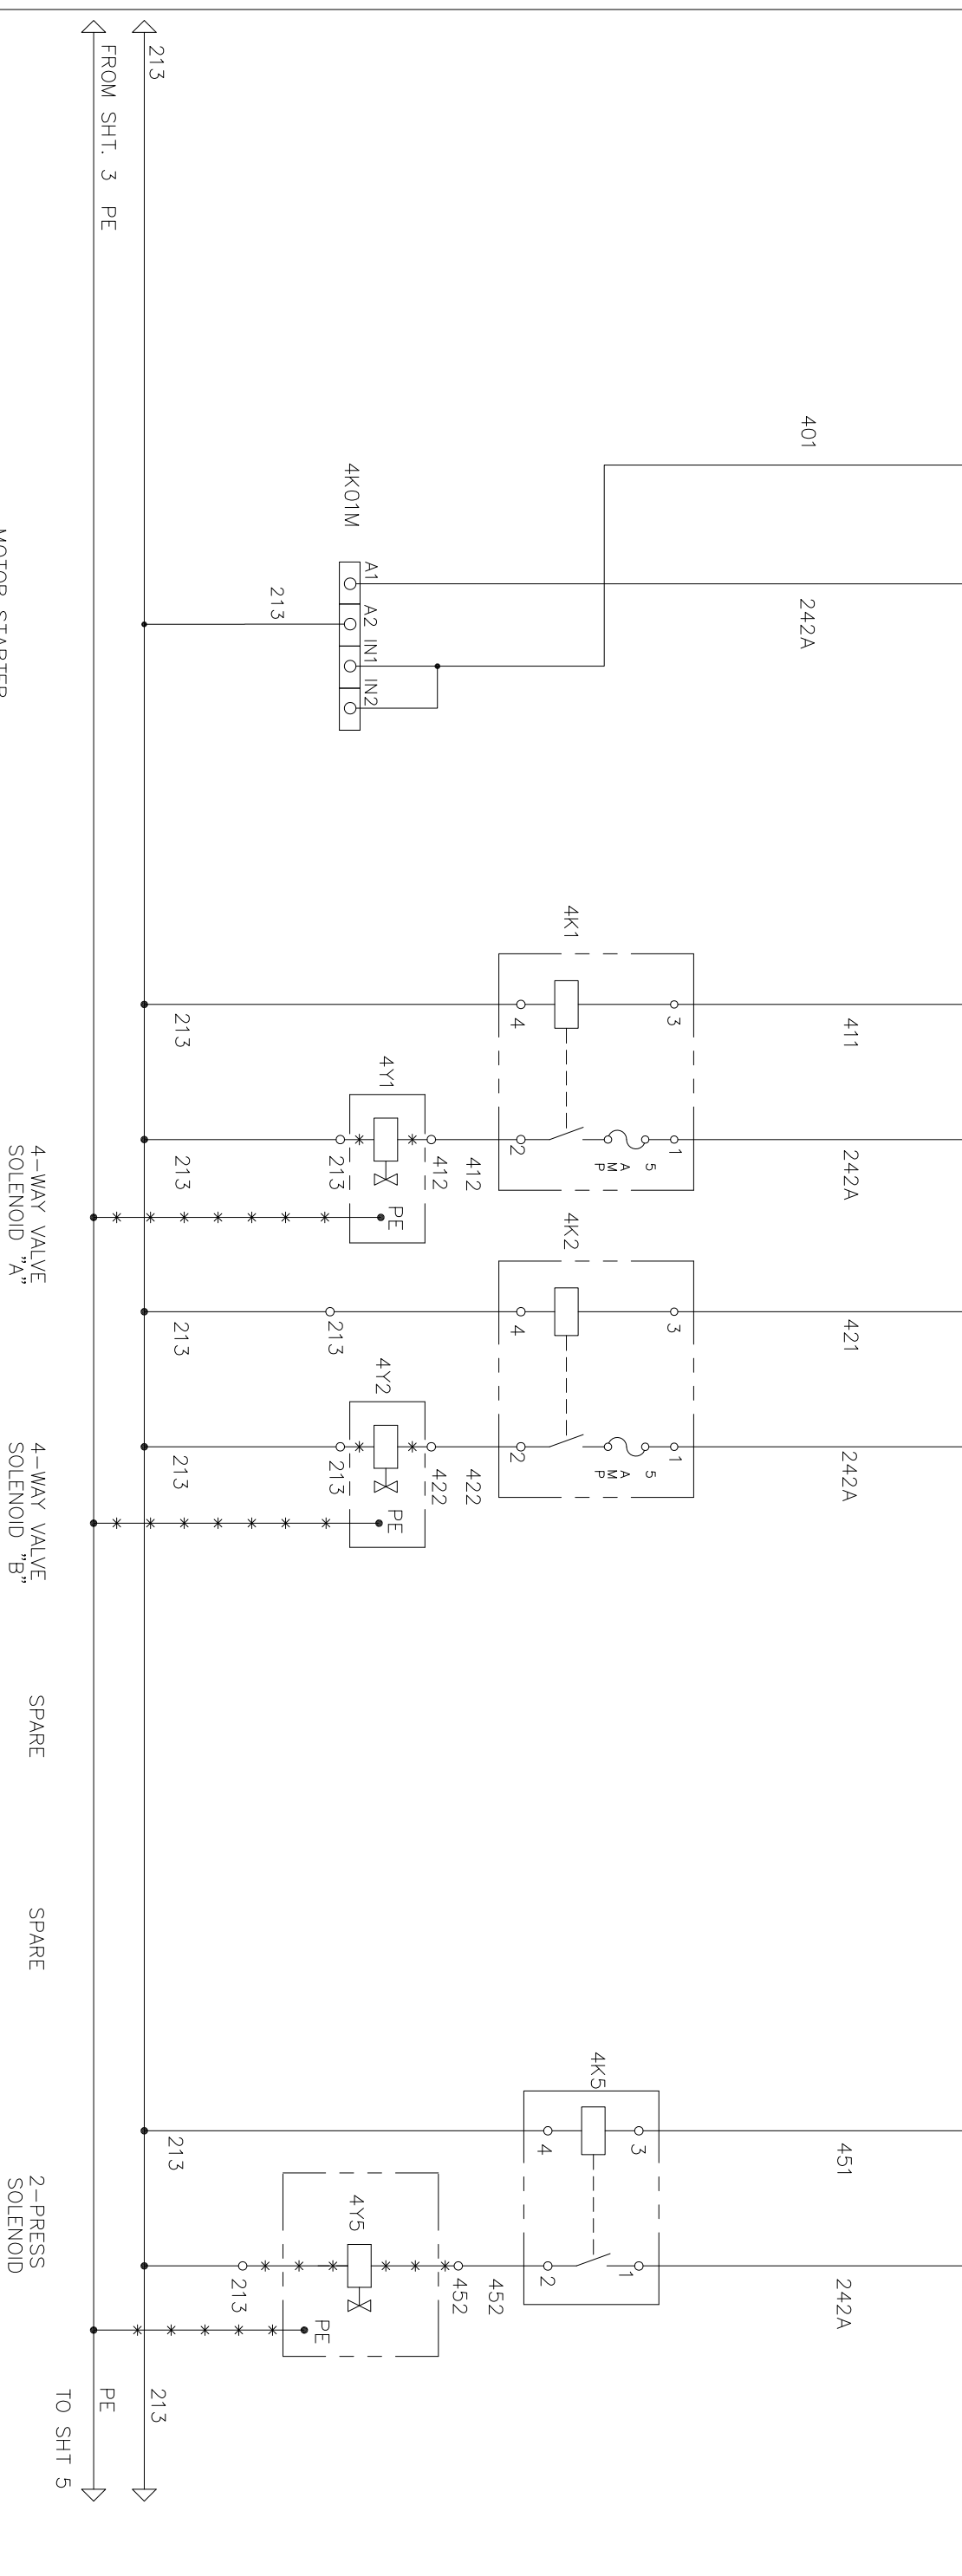 213
FROM SHT. 3 PE
401
4K01M
A1
A2
IN1
IN2
242A
213
4K1
3
4
411
213
1
2
5 AMP
242A
4Y1
412
412
213
213
PE
4-WAY VALVE
SOLENOID "A"
4K2
3
4
421
213
213
1
2
5 AMP
242A
4Y2
422
422
213
213
PE
4-WAY VALVE
SOLENOID "B"
SPARE
SPARE
4K5
3
4
451
213
1
2
242A
4Y5
452
452
213
PE
2-PRESS
SOLENOID
213
PE
TO SHT 5
MOTOR STARTER